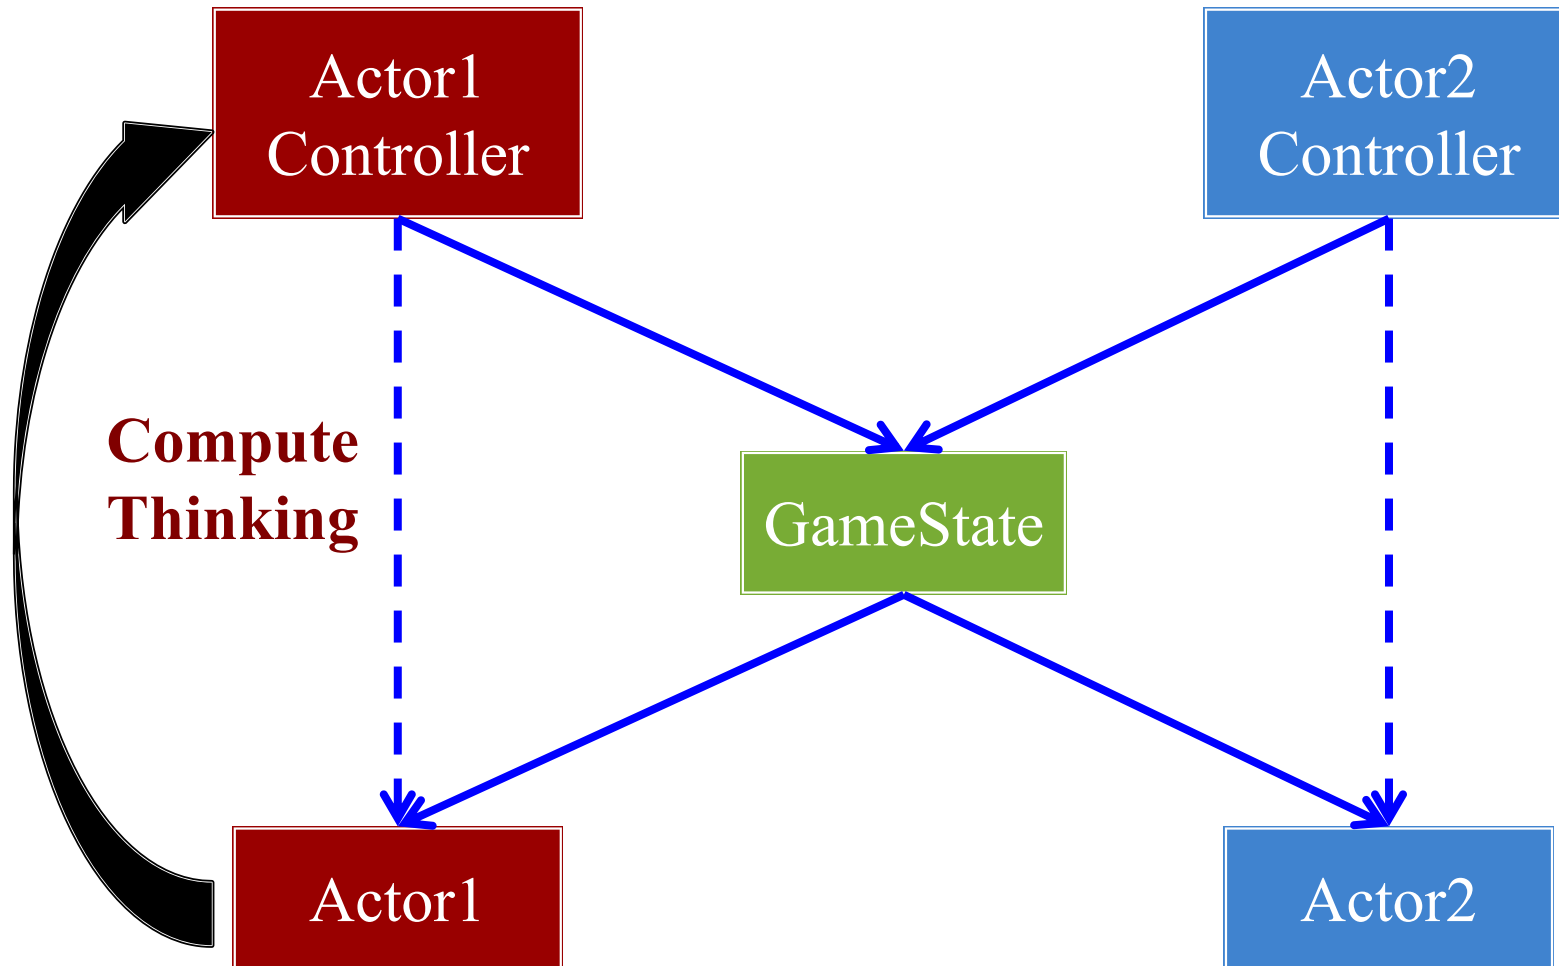 Actor1
Controller
Actor2
Controller
Compute
Thinking
GameState
Actor1
Actor2